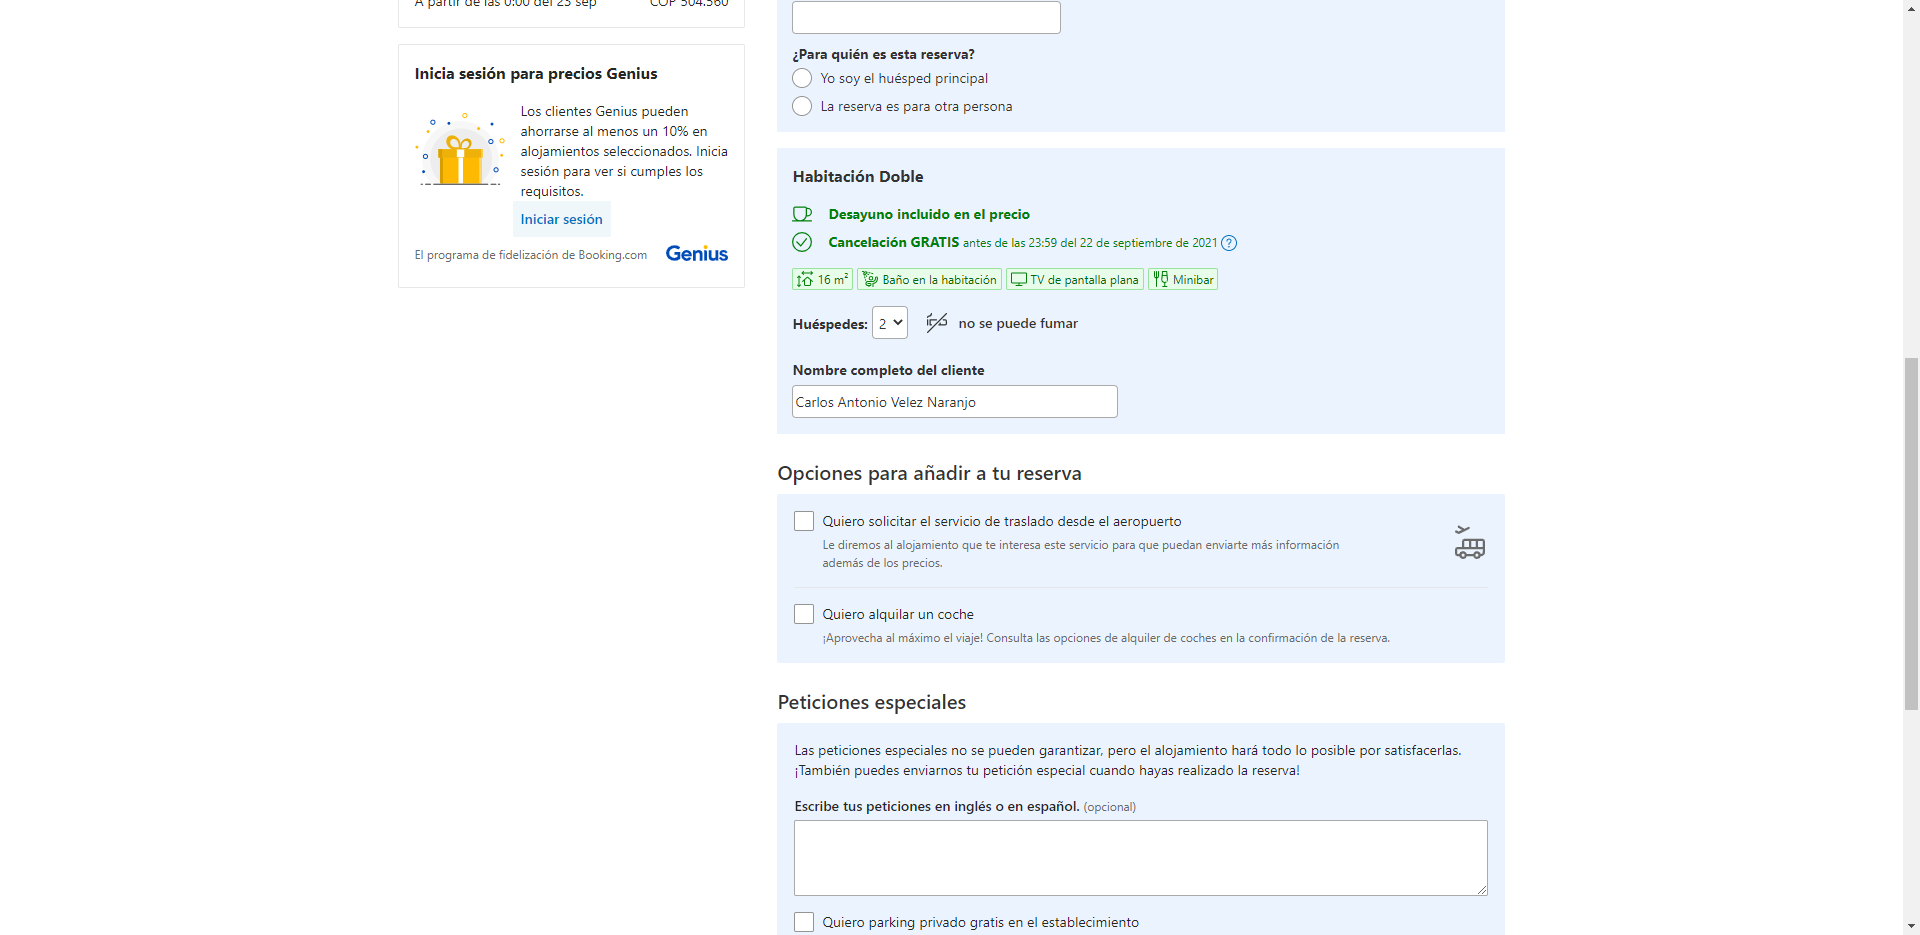 A partir de las 0:00 del 23 sep COP 504.560
Inicia sesión para precios Genius
Los clientes Genius pueden
ahorrarse al menos un 10% en
alojamientos seleccionados. Inicia
sesión para ver si cumples los
requisitos.
Iniciar sesión
El programa de fidelización de Booking.com Genius
¿Para quién es esta reserva?
Yo soy el huésped principal
La reserva es para otra persona
Habitación Doble
Desayuno incluido en el precio
Cancelación GRATIS antes de las 23:59 del 22 de septiembre de 2021 ?
16 m² Baño en la habitación TV de pantalla plana Minibar
Huéspedes: 2 no se puede fumar
Nombre completo del cliente
Carlos Antonio Velez Naranjo
Opciones para añadir a tu reserva
Quiero solicitar el servicio de traslado desde el aeropuerto
Le diremos al alojamiento que te interesa este servicio para que puedan enviarte más información
además de los precios.
Quiero alquilar un coche
¡Aprovecha al máximo el viaje! Consulta las opciones de alquiler de coches en la confirmación de la reserva.
Peticiones especiales
Las peticiones especiales no se pueden garantizar, pero el alojamiento hará todo lo posible por satisfacerlas.
¡También puedes enviarnos tu petición especial cuando hayas realizado la reserva!
Escribe tus peticiones en inglés o en español. (opcional)
Quiero parking privado gratis en el establecimiento